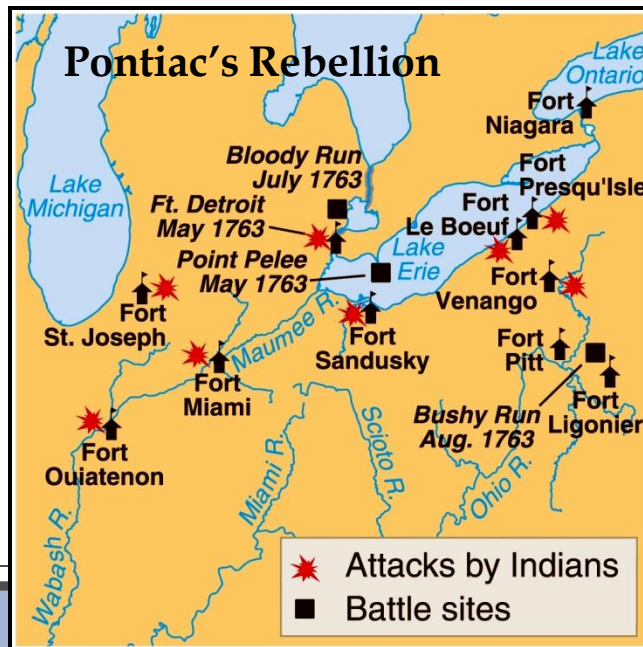 Pontiac's Rebellion
Lake
Ontario
Fort
Niagara
Fort
Presqu'Isle
Bloody Run
July 1763
Lake
Michigan
Ft. Detroit
May 1763
Fort
Le Boeuf
Lake
Erie
Point Pelee
May 1763
Fort
Venango
Fort
St. Joseph
Maumee R.
Fort
Sandusky
Fort
Pitt
Fort
Miami
Fort
Ligonier
Bushy Run
Aug. 1763
Fort
Ouiatenon
Wabash R.
Miami R.
Scioto R.
Ohio R.
Attacks by Indians
Battle sites